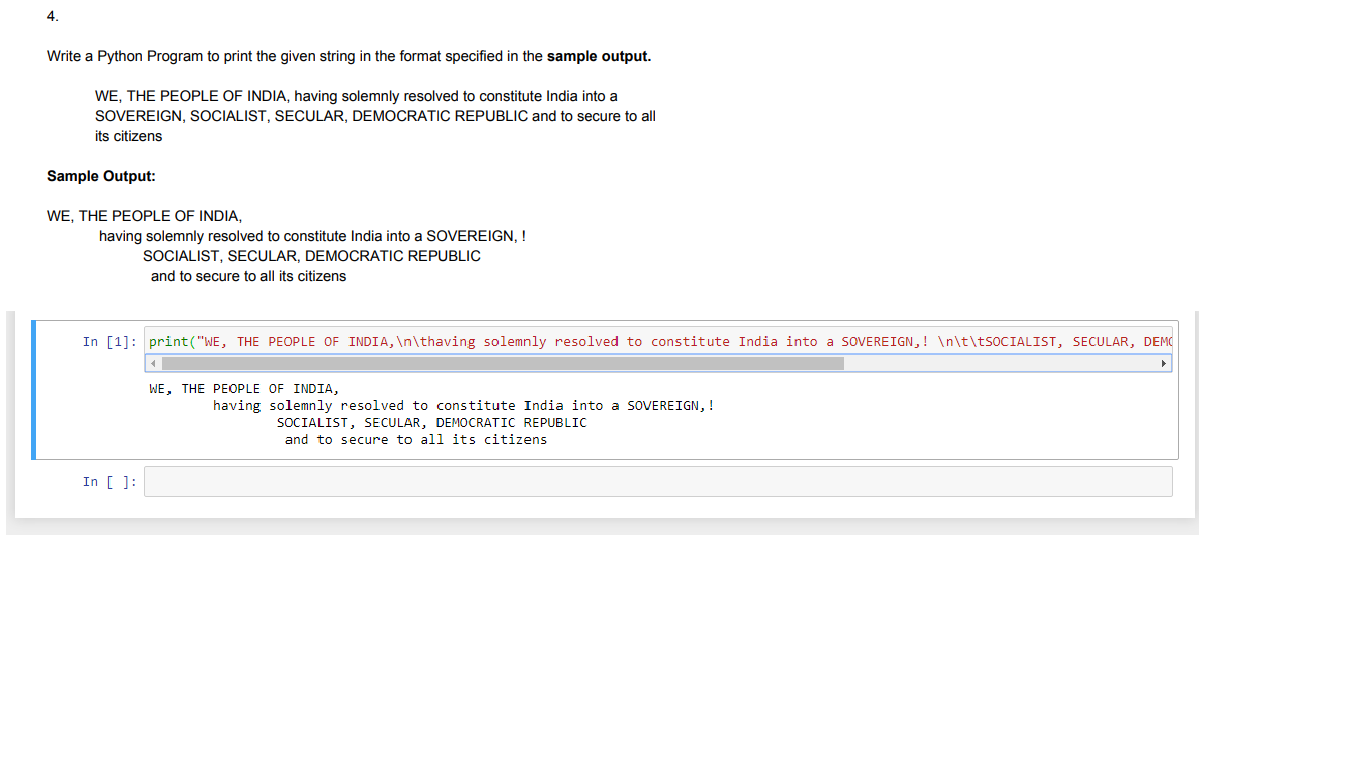 4.
Write a Python Program to print the given string in the format specified in the sample output.
WE, THE PEOPLE OF INDIA, having solemnly resolved to constitute India into a
SOVEREIGN, SOCIALIST, SECULAR, DEMOCRATIC REPUBLIC and to secure to all
its citizens
Sample Output:
WE, THE PEOPLE OF INDIA,
having solemnly resolved to constitute India into a SOVEREIGN, !
SOCIALIST, SECULAR, DEMOCRATIC REPUBLIC
and to secure to all its citizens
In [1]: print("WE, THE PEOPLE OF INDIA,\n\thaving solemnly resolved to constitute India into a SOVEREIGN,! \n\t\tSOCIALIST, SECULAR, DEMO
WE, THE PEOPLE OF INDIA,
having solemnly resolved to constitute India into a SOVEREIGN,!
SOCIALIST, SECULAR, DEMOCRATIC REPUBLIC
and to secure to all its citizens
In [ ]: